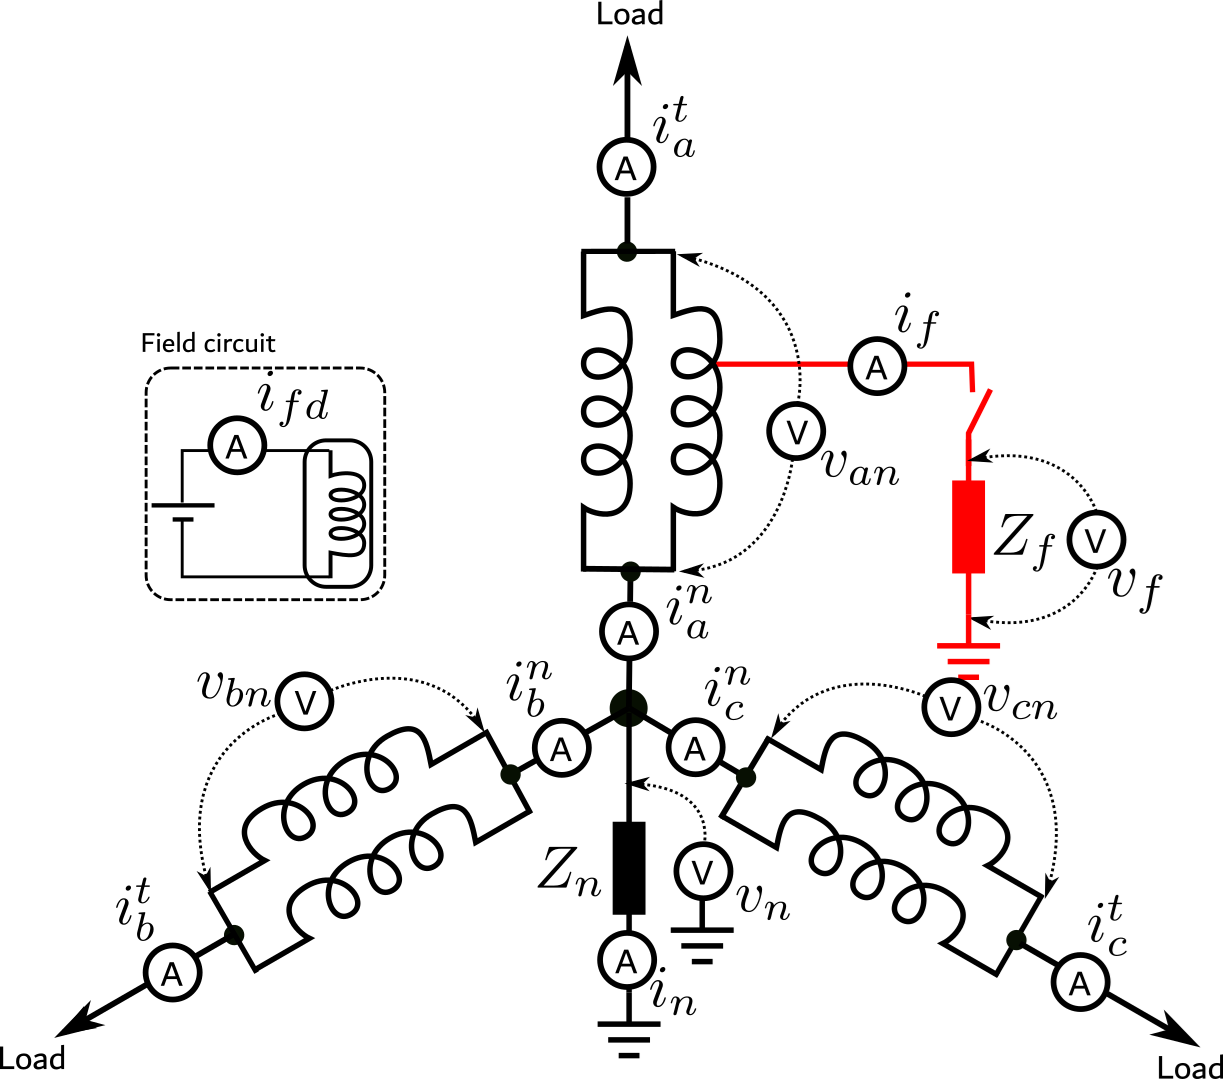 Load
i_a^t
A
i_f
A
Field circuit
i_{fd}
A
V
v_{an}
Z_f
V
v_f
i_a^n
A
v_{bn}
V
i_b^n
A
i_c^n
A
V
v_{cn}
Z_n
V
v_n
i_b^t
A
A
i_n
i_c^t
A
Load
Load